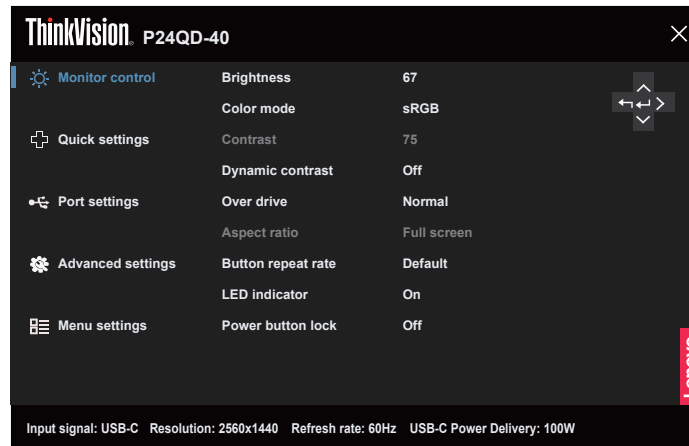 ThinkVision P24QD-40
Monitor control Brightness 67
Color mode sRGB
Quick settings Contrast 75
Dynamic contrast Off
Port settings Over drive Normal
Aspect ratio Full screen
Advanced settings Button repeat rate Default
LED indicator On
Menu settings Power button lock Off
Input signal: USB-C Resolution: 2560x1440 Refresh rate: 60Hz USB-C Power Delivery: 100W